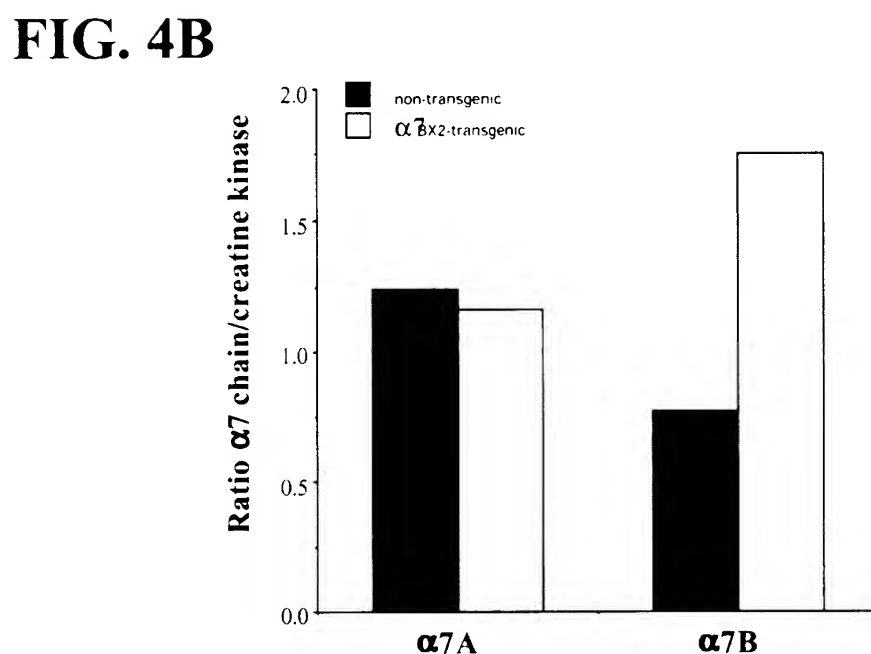 FIG. 4B
non-transgenic
α7BX2-transgenic
Ratio α7 chain/creatine kinase
2.0
1.5
1.0
0.5
0.0
α7A
α7B